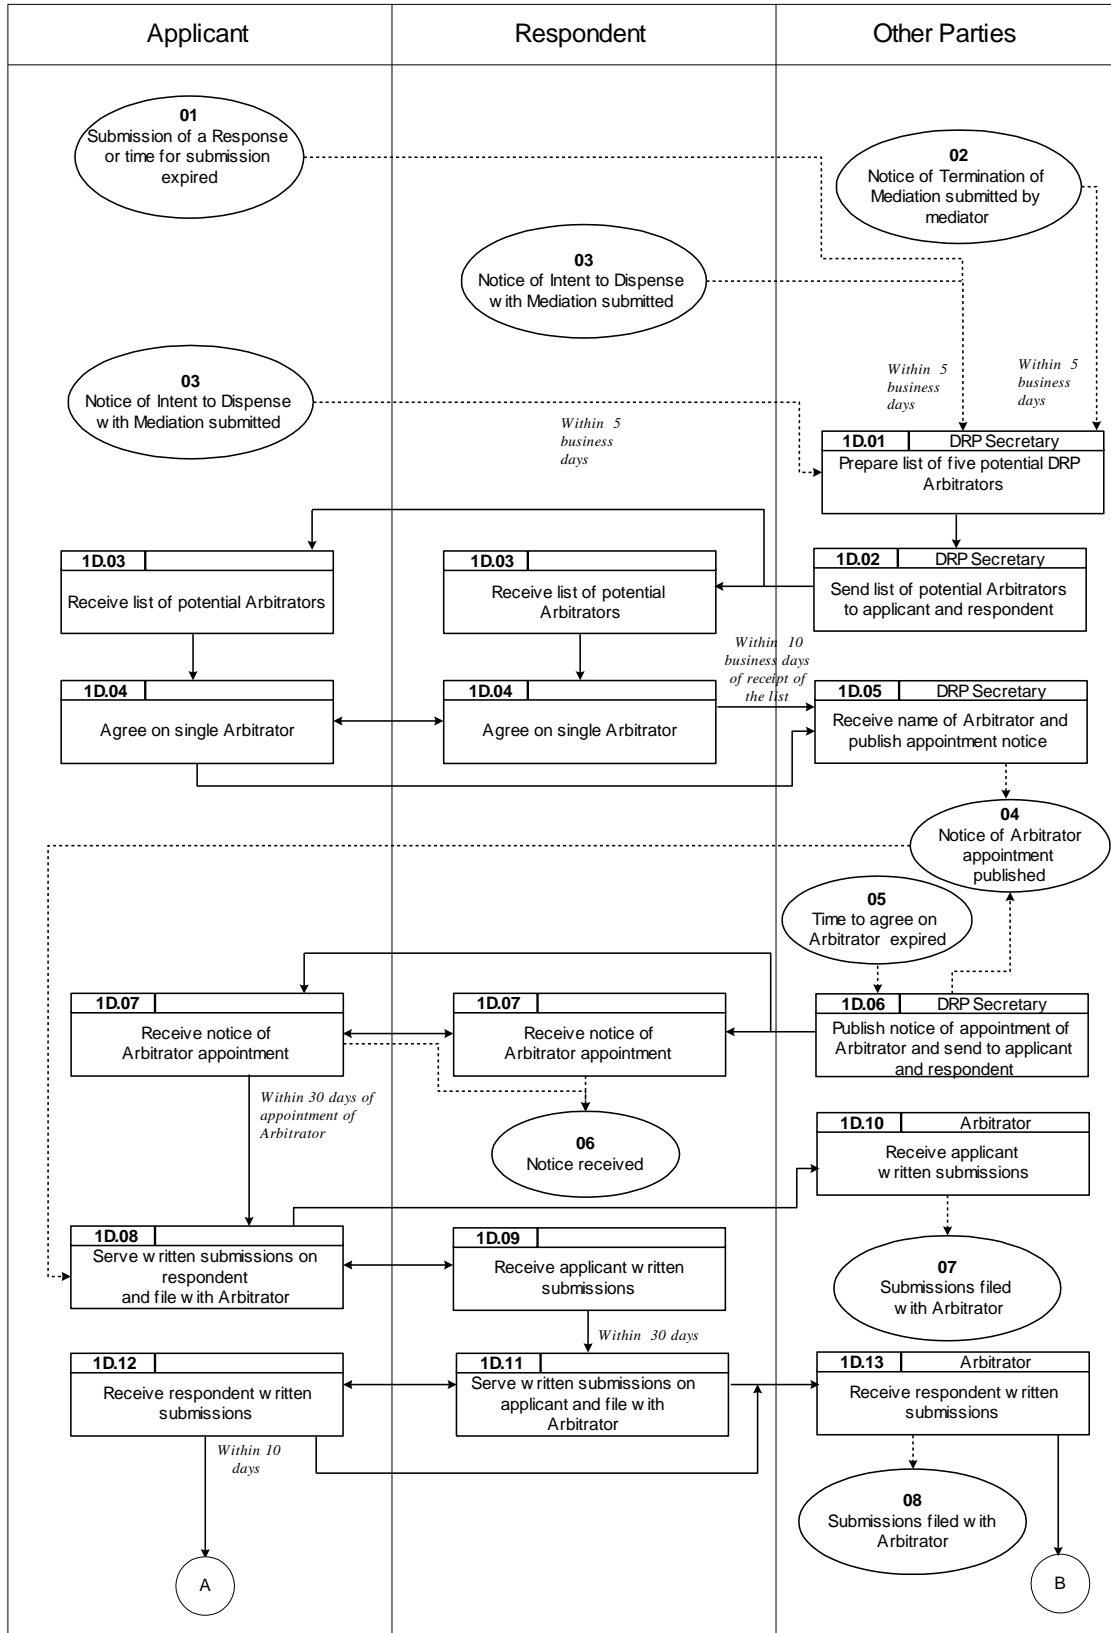 Applicant
Respondent
Other Parties
01
Submission of a Response
or time for submission
expired
02
Notice of Termination of
Mediation submitted by
mediator
03
Notice of Intent to Dispense
with Mediation submitted
03
Notice of Intent to Dispense
with Mediation submitted
Within 5
business
days
Within 5
business
days
Within 5
business
days
1D.01 DRP Secretary
Prepare list of five potential DRP
Arbitrators
1D.03
Receive list of potential Arbitrators
1D.03
Receive list of potential
Arbitrators
1D.02 DRP Secretary
Send list of potential Arbitrators
to applicant and respondent
Within 10
business days
of receipt of
the list
1D.04
Agree on single Arbitrator
1D.04
Agree on single Arbitrator
1D.05 DRP Secretary
Receive name of Arbitrator and
publish appointment notice
04
Notice of Arbitrator
appointment
published
05
Time to agree on
Arbitrator expired
1D.07
Receive notice of
Arbitrator appointment
1D.07
Receive notice of
Arbitrator appointment
1D.06 DRP Secretary
Publish notice of appointment of
Arbitrator and send to applicant
and respondent
Within 30 days of
appointment of
Arbitrator
06
Notice received
1D.10 Arbitrator
Receive applicant
written submissions
1D.08
Serve written submissions on
respondent
and file with Arbitrator
1D.09
Receive applicant written
submissions
07
Submissions filed
with Arbitrator
Within 30 days
1D.12
Receive respondent written
submissions
1D.11
Serve written submissions on
applicant and file with
Arbitrator
1D.13 Arbitrator
Receive respondent written
submissions
Within 10
days
08
Submissions filed with
Arbitrator
A
B